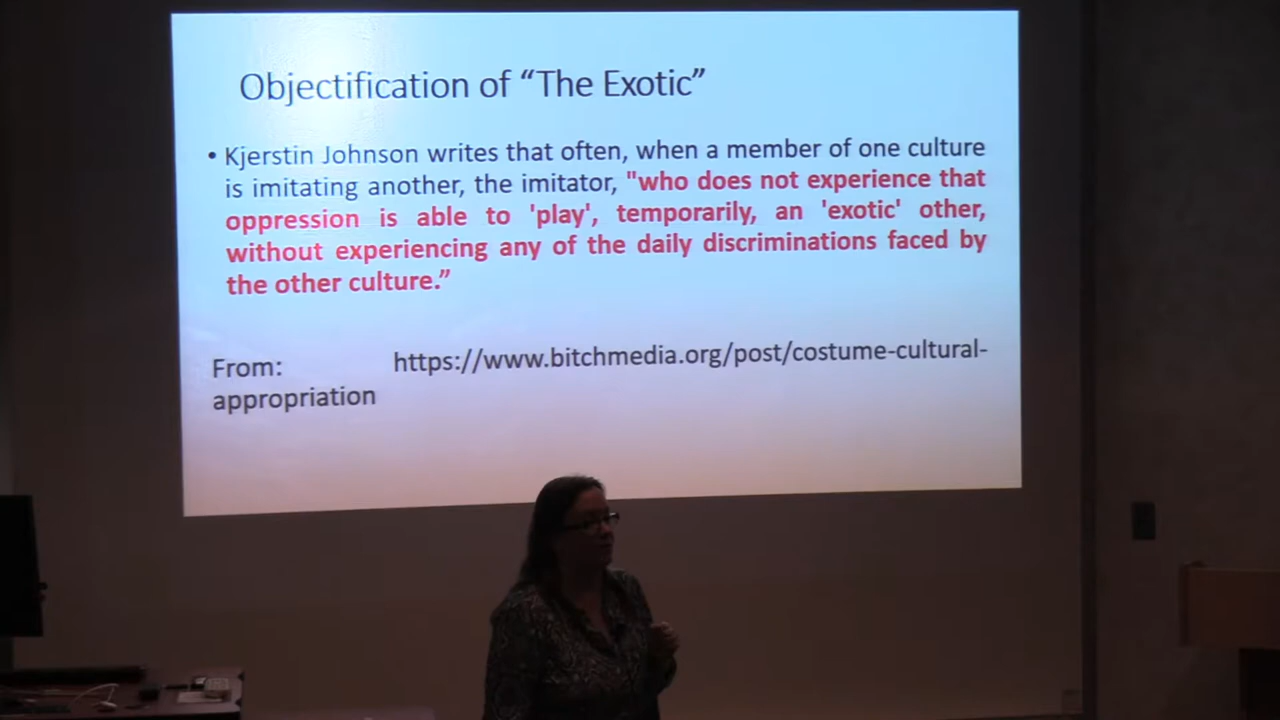 Objectification of “The Exotic”
• Kjerstin Johnson writes that often, when a member of one culture
is imitating another, the imitator, "who does not experience that
oppression is able to 'play', temporarily, an 'exotic' other,
without experiencing any of the daily discriminations faced by
the other culture.”
From: https://www.bitchmedia.org/post/costume-cultural-
appropriation